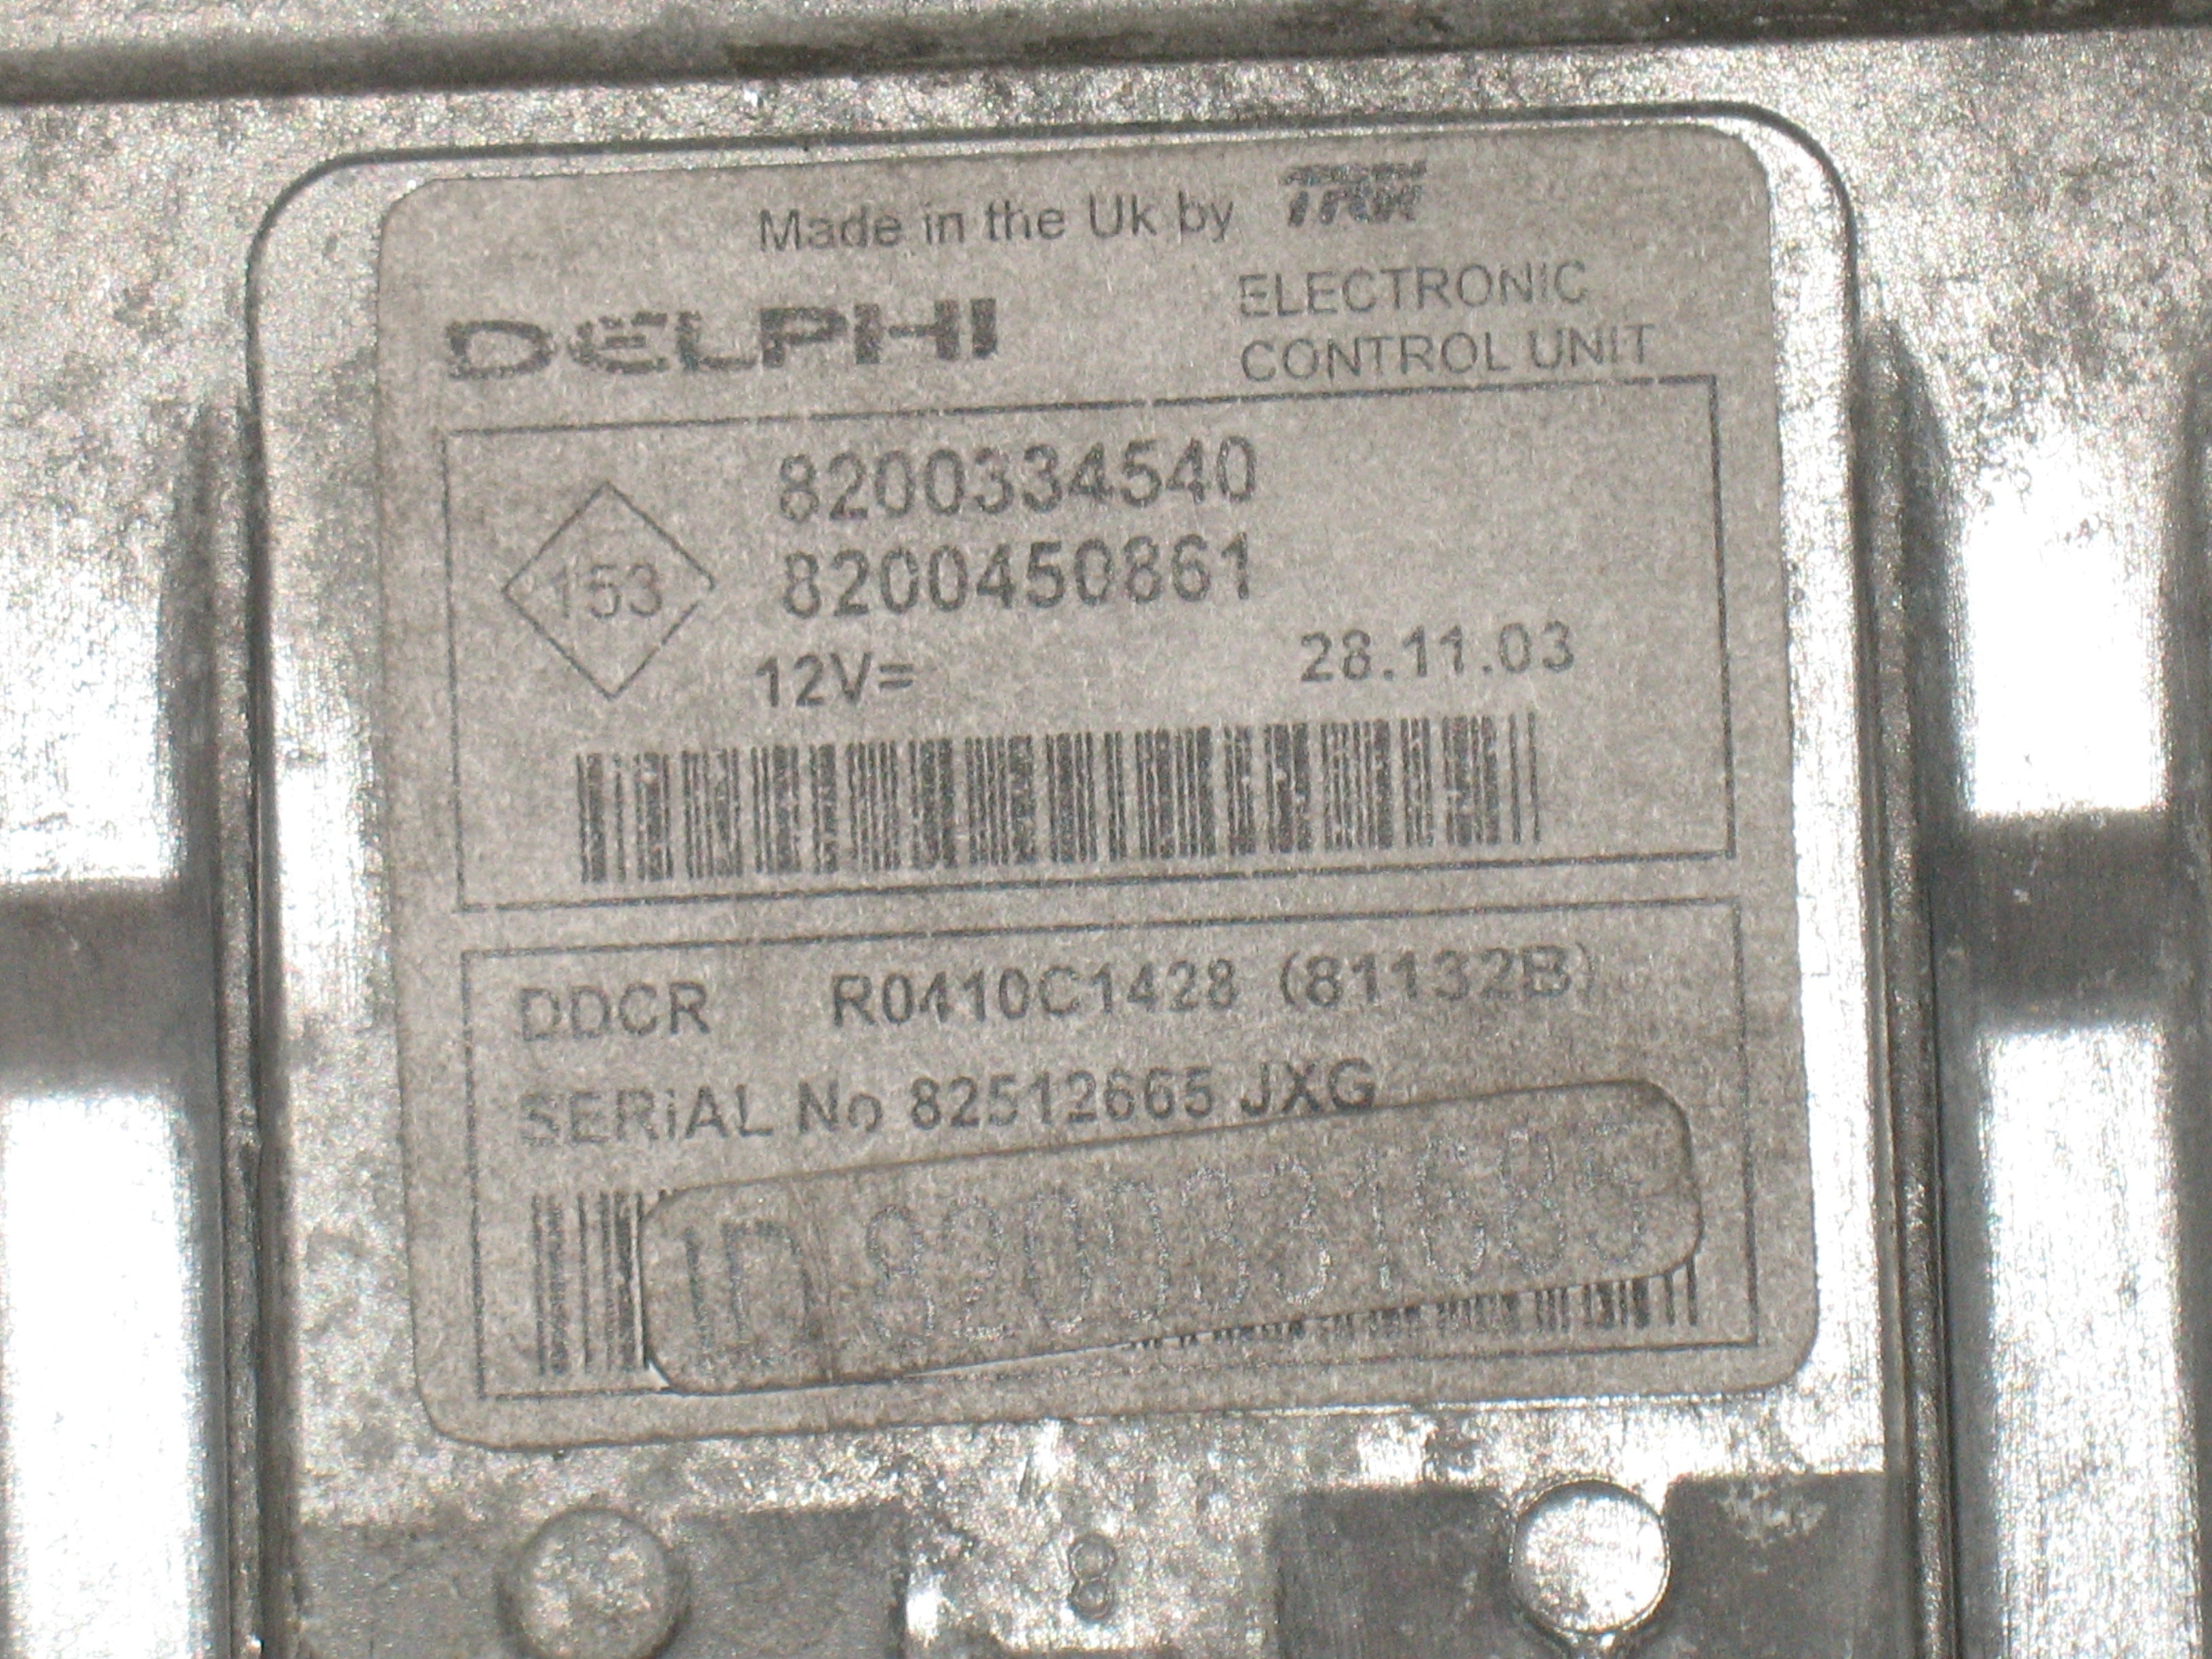 Made in the Uk by TRW
DELPHI
ELECTRONIC
CONTROL UNIT
8200334540
153
8200450861
12V= 28.11.03
DDCR R0410C1428 (81132B)
SERIAL No 82512665 JXG
ID
8